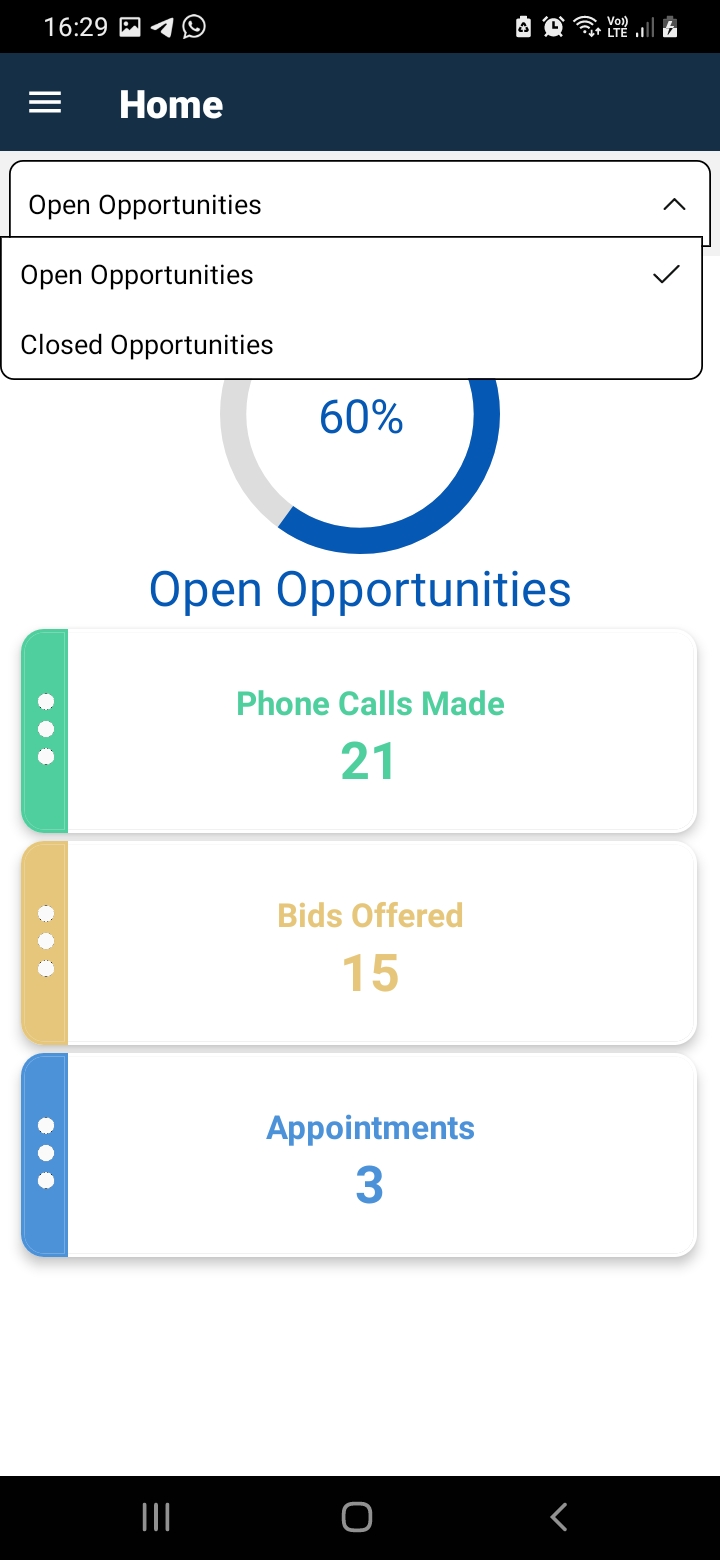 16:29
Vo)
LTE
Home
Open Opportunities
Open Opportunities
Closed Opportunities
60%
Open Opportunities
Phone Calls Made
21
Bids Offered
15
Appointments
3